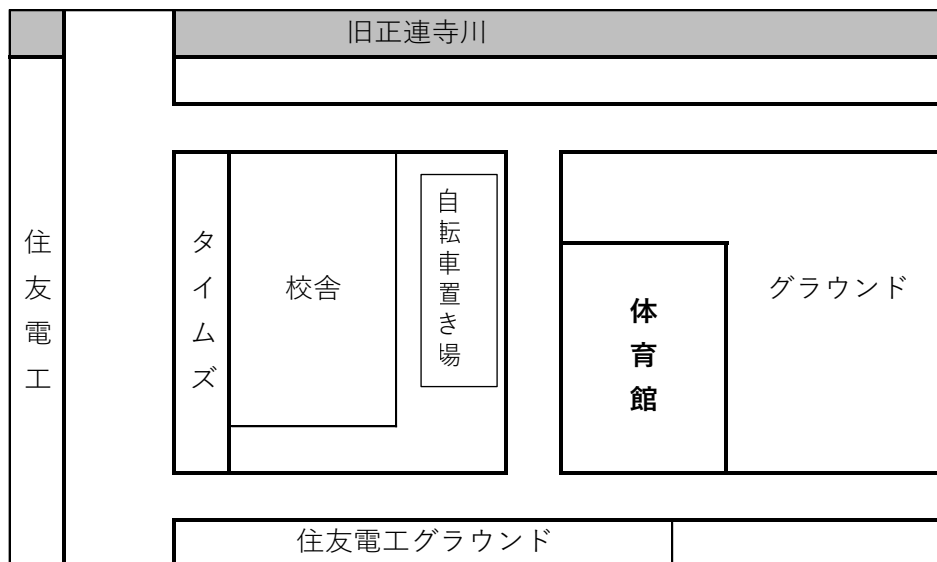 旧正連寺川
住友電工
タイムズ
校舎
自転車置き場
体育館
グラウンド
住友電工グラウンド